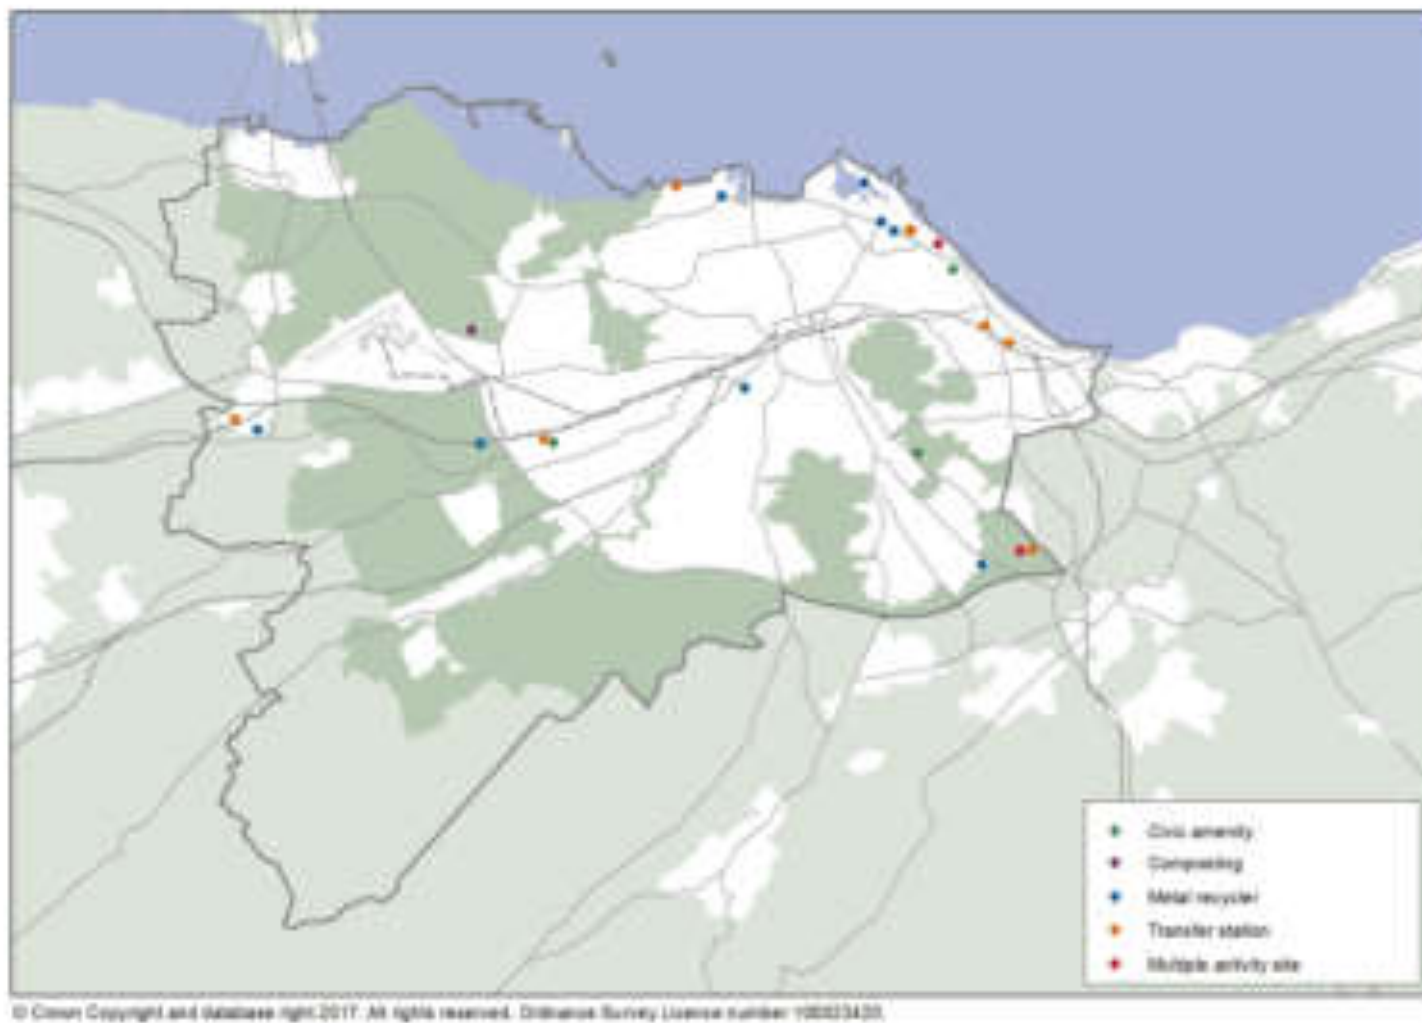 Civic amenity
Composting
Metal recycler
Transfer station
Multiple activity site
© Crown Copyright and database right 2017. All rights reserved. Ordnance Survey Licence number 100023420.